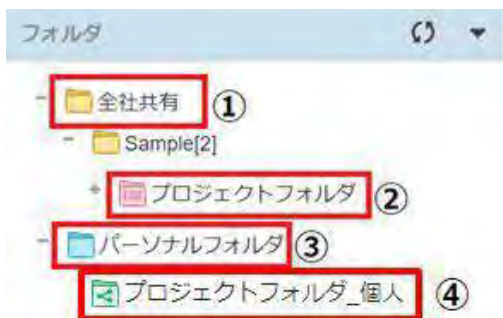 フォルダ
全社共有 ①
Sample[2]
プロジェクトフォルダ ②
パーソナルフォルダ ③
プロジェクトフォルダ_個人 ④